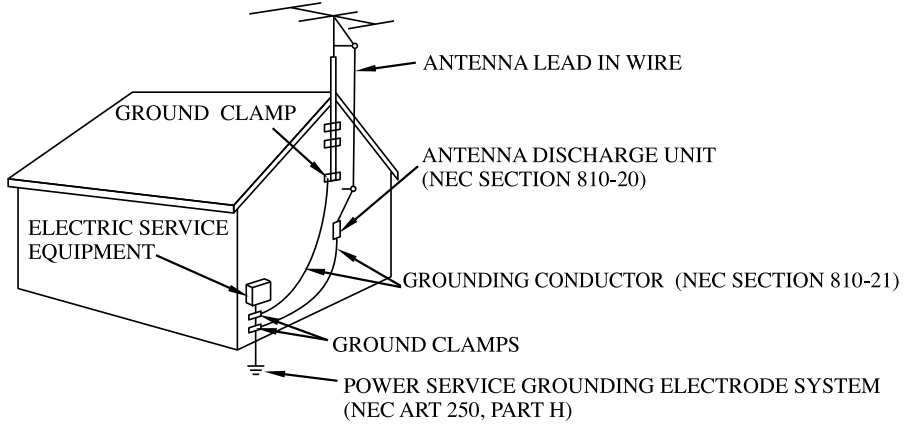 ANTENNA LEAD IN WIRE
GROUND CLAMP
ANTENNA DISCHARGE UNIT
(NEC SECTION 810-20)
ELECTRIC SERVICE
EQUIPMENT
GROUNDING CONDUCTOR (NEC SECTION 810-21)
GROUND CLAMPS
POWER SERVICE GROUNDING ELECTRODE SYSTEM
(NEC ART 250, PART H)